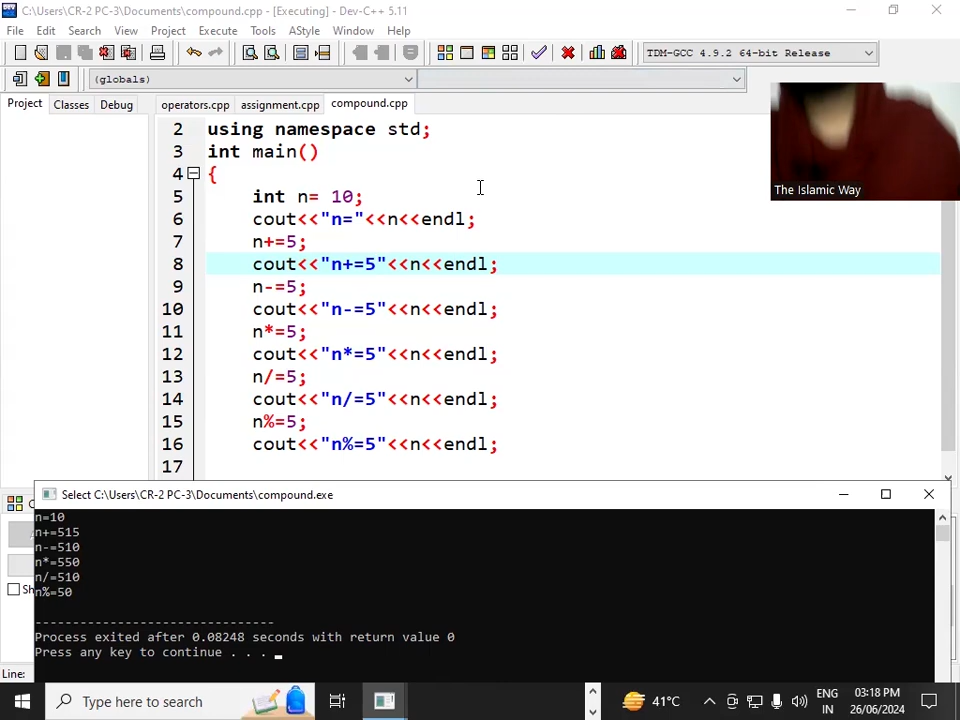 C:\Users\CR-2 PC-3\Documents\compound.cpp - [Executing] - Dev-C++ 5.11
File Edit Search View Project Execute Tools AStyle Window Help
TDM-GCC 4.9.2 64-bit Release
(globals)
Project Classes Debug operators.cpp assignment.cpp compound.cpp
2 using namespace std;
3 int main()
4 {
5 int n= 10;
6 cout<<"n="<<n<<endl;
7 n+=5;
8 cout<<"n+=5"<<n<<endl;
9 n-=5;
10 cout<<"n-=5"<<n<<endl;
11 n*=5;
12 cout<<"n*=5"<<n<<endl;
13 n/=5;
14 cout<<"n/=5"<<n<<endl;
15 n%=5;
16 cout<<"n%=5"<<n<<endl;
17
The Islamic Way
Select C:\Users\CR-2 PC-3\Documents\compound.exe
n=10
n+=515
n-=510
n*=550
n/=510
n%=50
--------------------------------
Process exited after 0.08248 seconds with return value 0
Press any key to continue . . .
Line:
Type here to search
41°C
ENG
IN
03:18 PM
26/06/2024